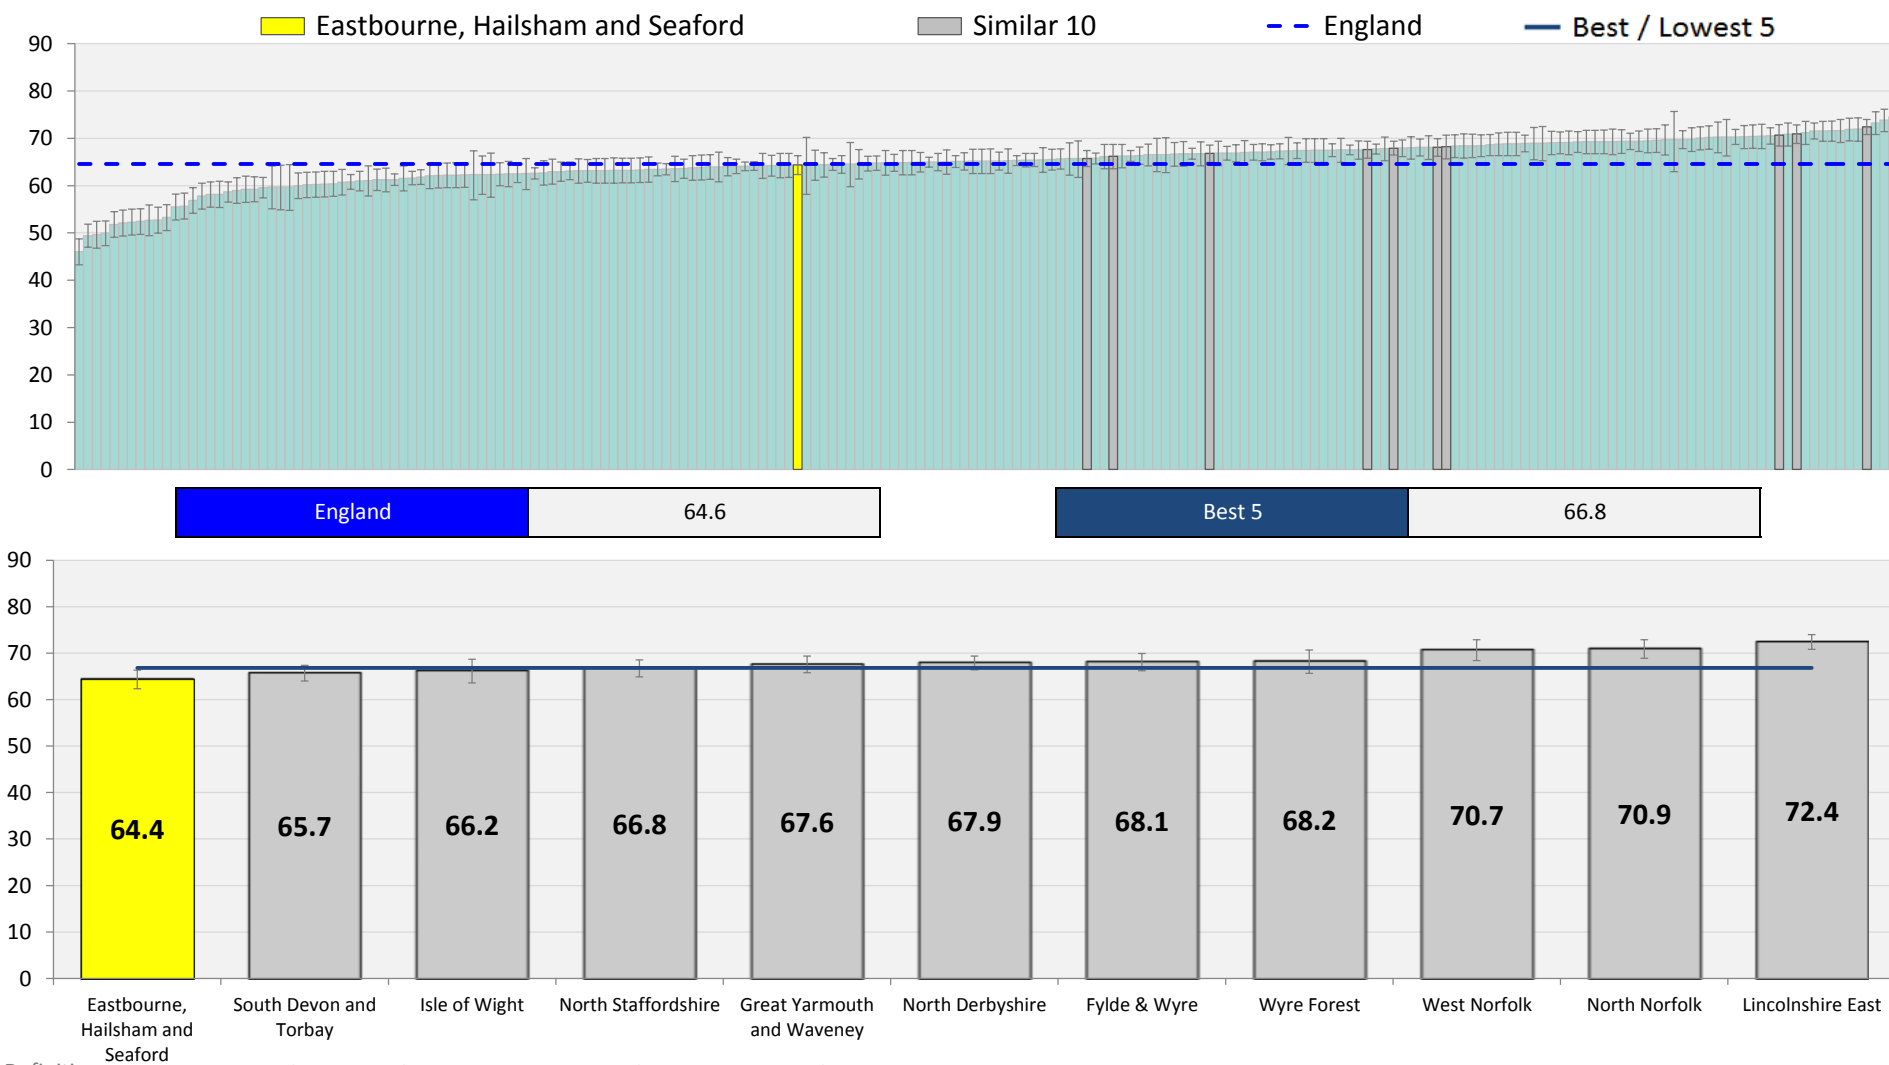 Eastbourne, Hailsham and Seaford Similar 10 England Best / Lowest 5
90
80
70
60
50
40
30
20
10
0
England 64.6 Best 5 66.8
90
80
70
60
50
40
30
20
10
0
64.4 65.7 66.2 66.8 67.6 67.9 68.1 68.2 70.7 70.9 72.4
Eastbourne,
Hailsham and
Seaford
South Devon and
Torbay
Isle of Wight
North Staffordshire
Great Yarmouth
and Waveney
North Derbyshire
Fylde & Wyre
Wyre Forest
West Norfolk
North Norfolk
Lincolnshire East